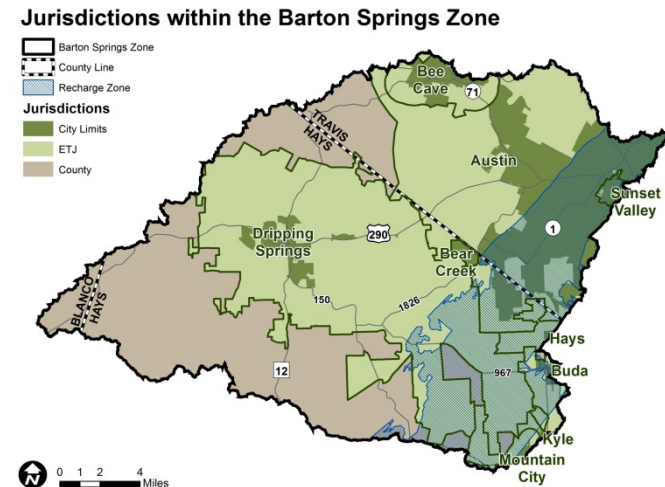 Jurisdictions within the Barton Springs Zone
Barton Springs Zone
County Line
Recharge Zone
Jurisdictions
City Limits
ETJ
County
Bee
Cave
71
TRAVIS
HAYS
Austin
Sunset
Valley
1
Dripping
Springs
290
Bear
Creek
BLANCO
HAYS
150
1826
Hays
12
967
Buda
Kyle
Mountain
City
N
0 1 2 4
Miles